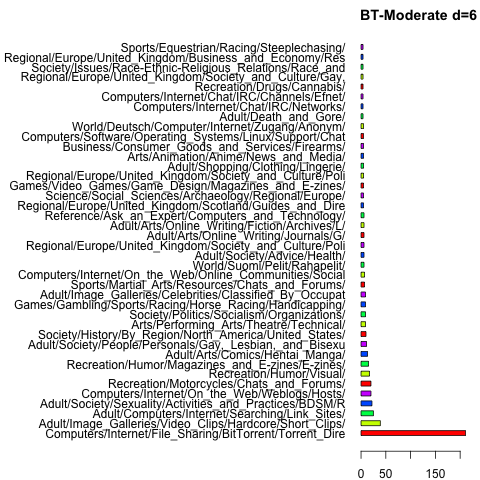 BT-Moderate d=6
Sports/Equestrian/Racing/Steeplechasing/
Regional/Europe/United_Kingdom/Business_and_Economy/Res
Society/Issues/Race-Ethnic-Religious_Relations/Race_and
Regional/Europe/United_Kingdom/Society_and_Culture/Gay,
Recreation/Drugs/Cannabis/
Computers/Internet/Chat/IRC/Channels/Efnet/
Computers/Internet/Chat/IRC/Networks/
Adult/Death_and_Gore/
World/Deutsch/Computer/Internet/Zugang/Anonym/
Computers/Software/Operating_Systems/Linux/Support/Chat
Business/Consumer_Goods_and_Services/Firearms/
Arts/Animation/Anime/News_and_Media/
Adult/Shopping/Clothing/Lingerie/
Regional/Europe/United_Kingdom/Society_and_Culture/Poli
Games/Video_Games/Game_Design/Magazines_and_E-zines/
Science/Social_Sciences/Archaeology/Regional/Europe/
Regional/Europe/United_Kingdom/Scotland/Guides_and_Dire
Reference/Ask_an_Expert/Computers_and_Technology/
Adult/Arts/Online_Writing/Fiction/Archives/L/
Adult/Arts/Online_Writing/Journals/G/
Regional/Europe/United_Kingdom/Society_and_Culture/Poli
Adult/Society/Advice/Health/
World/Suomi/Pelit/Rahapelit/
Computers/Internet/On_the_Web/Online_Communities/Social
Sports/Martial_Arts/Resources/Chats_and_Forums/
Adult/Image_Galleries/Celebrities/Classified_By_Occupat
Games/Gambling/Sports/Racing/Horse_Racing/Handicapping/
Society/Politics/Socialism/Organizations/
Arts/Performing_Arts/Theatre/Technical/
Society/History/By_Region/North_America/United_States/
Adult/Society/People/Personals/Gay,_Lesbian,_and_Bisexu
Adult/Arts/Comics/Hentai_Manga/
Recreation/Humor/Magazines_and_E-zines/E-zines/
Recreation/Humor/Visual/
Recreation/Motorcycles/Chats_and_Forums/
Computers/Internet/On_the_Web/Weblogs/Hosts/
Adult/Society/Sexuality/Activities_and_Practices/BDSM/R
Adult/Computers/Internet/Searching/Link_Sites/
Adult/Image_Galleries/Video_Clips/Hardcore/Short_Clips/
Computers/Internet/File_Sharing/BitTorrent/Torrent_Dire
0 50 150